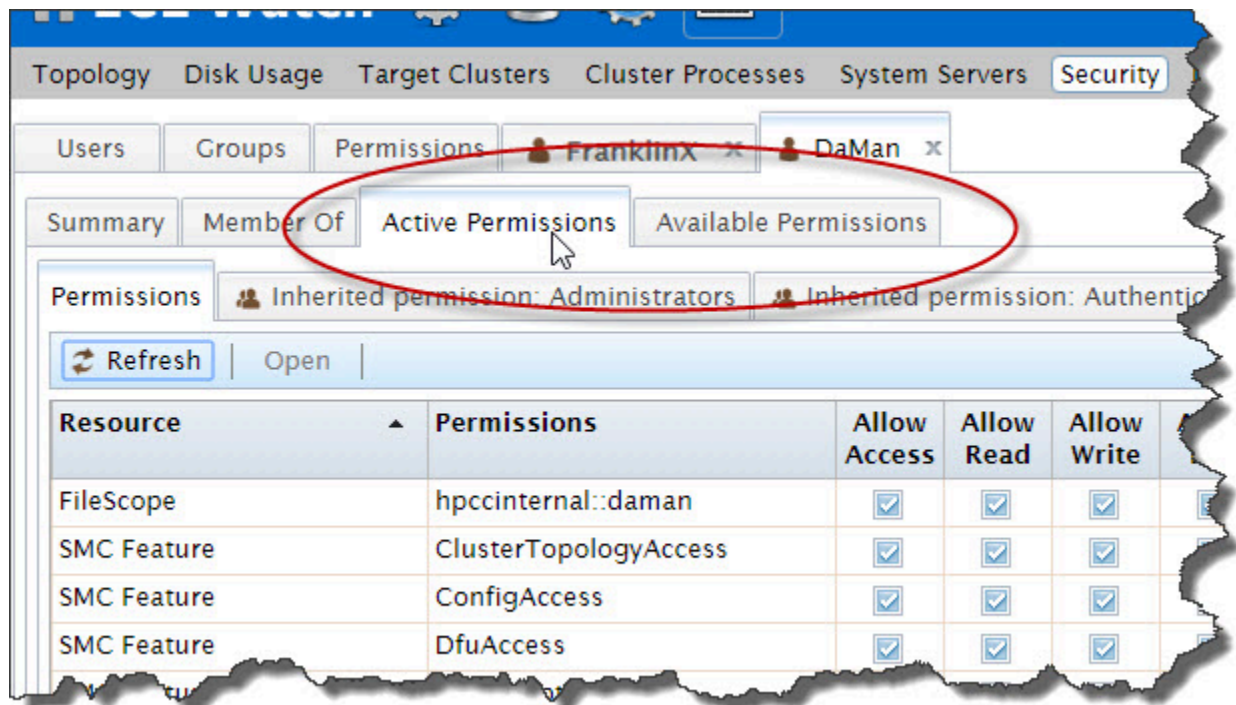 ECL Watch
Topology Disk Usage Target Clusters Cluster Processes System Servers Security
Users Groups Permissions FranklinX DaMan
Summary Member Of Active Permissions Available Permissions
Permissions Inherited permission: Administrators Inherited permission:
Refresh Open
Resource Permissions Allow Access Allow Read Allow Write
FileScope hpccinternal::daman
SMC Feature ClusterTopologyAccess
SMC Feature ConfigAccess
SMC Feature DfuAccess